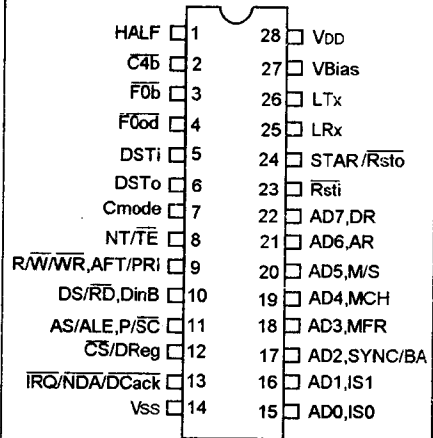 HALF 1 28 VDD
C4b 2 27 VBias
F0b 3 26 LTx
F0od 4 25 LRx
DSTi 5 24 STAR/Rsto
DSTo 6 23 Rsti
Cmode 7 22 AD7,DR
NT/TE 8 21 AD6,AR
R/W/WR,AFT/PRI 9 20 AD5,M/S
DS/RD,DinB 10 19 AD4,MCH
AS/ALE,P/SC 11 18 AD3,MFR
CS/DReg 12 17 AD2,SYNC/BA
IRQ/NDA/DCack 13 16 AD1,IS1
Vss 14 15 AD0,IS0